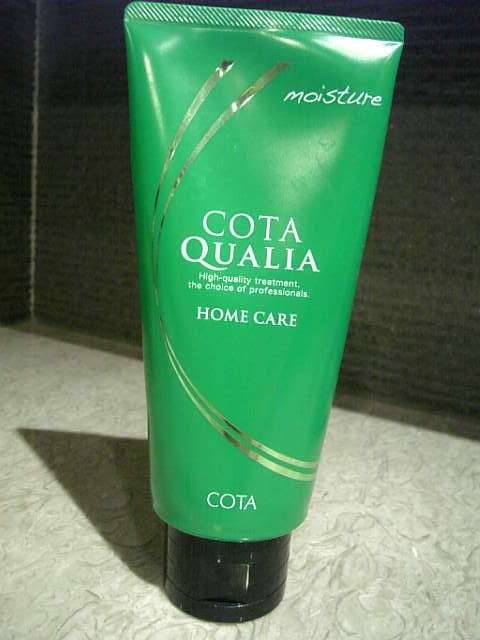 moisture
COTA
QUALIA
High-quality treatment,
the choice of professionals.
HOME CARE
COTA